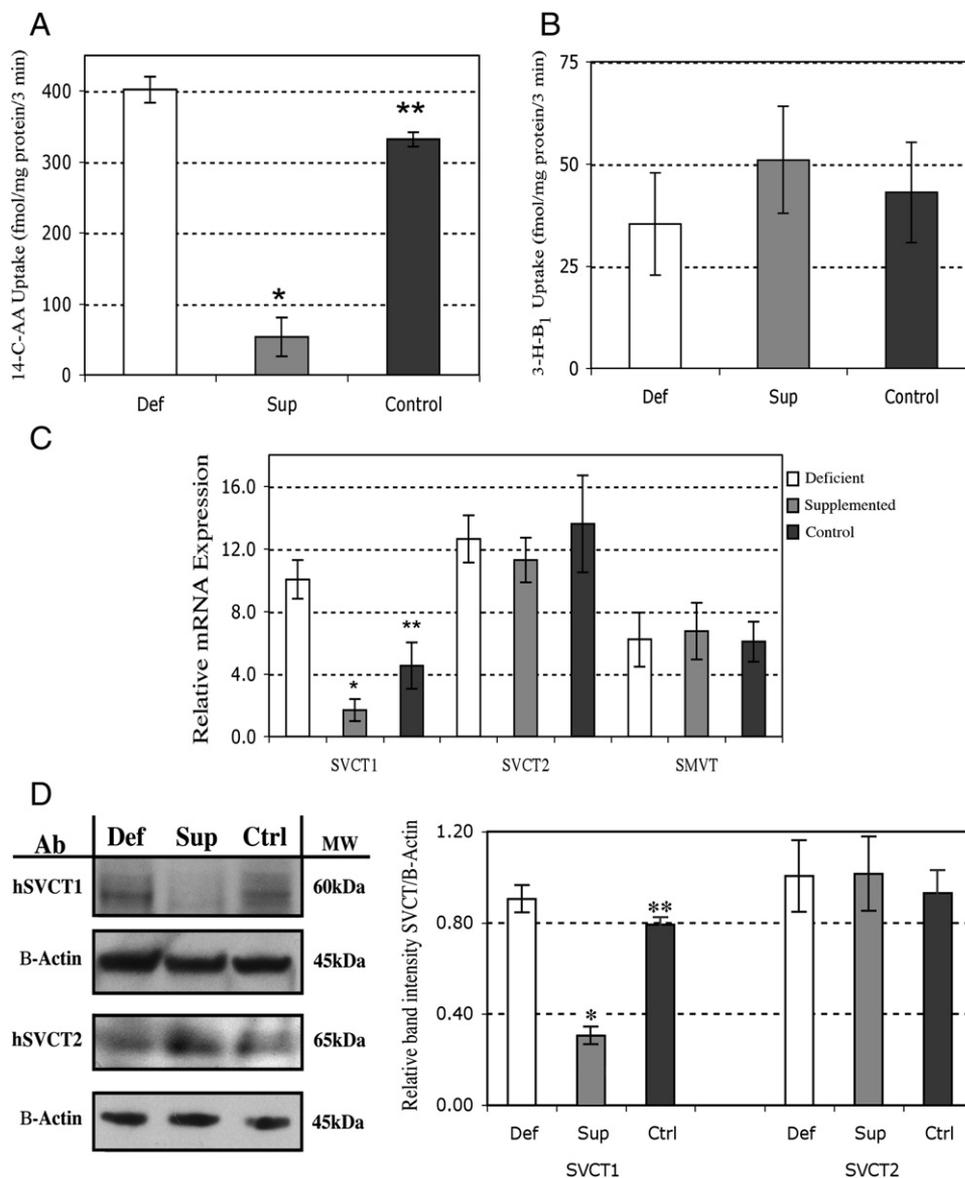 A
14-C-AA Uptake (fmol/mg protein/3 min)
400
300
200
100
0
*
**
Def Sup Control
B
3-H-B1 Uptake (fmol/mg protein/3 min)
75
50
25
0
Def Sup Control
C
Relative mRNA Expression
16.0
12.0
8.0
4.0
0.0
*
**
SVCT1 SVCT2 SMVT
Deficient
Supplemented
Control
D
Ab Def Sup Ctrl MW
hSVCT1 60kDa
B-Actin 45kDa
hSVCT2 65kDa
B-Actin 45kDa
Relative band intensity SVCT/B-Actin
1.20
0.80
0.40
0.00
*
**
Def Sup Ctrl Def Sup Ctrl
SVCT1 SVCT2